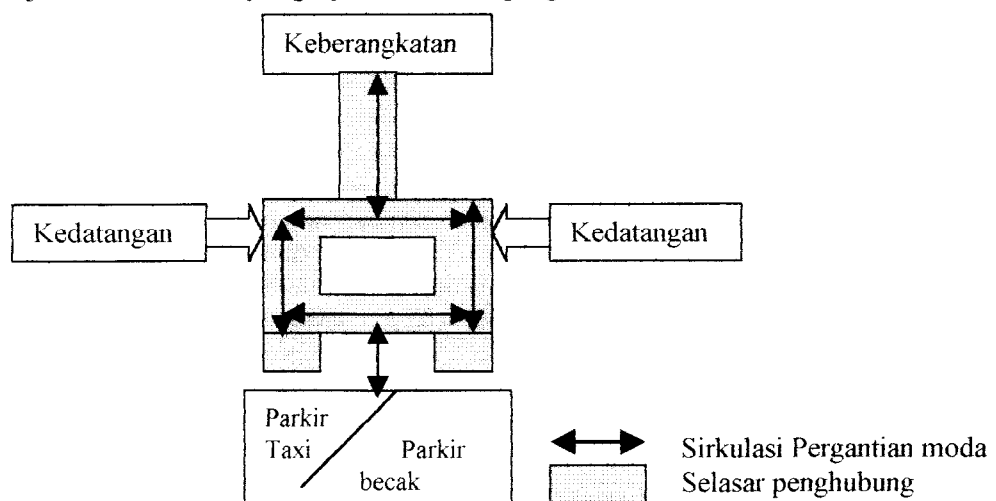 Keberangkatan
Kedatangan
Kedatangan
Parkir
Taxi
Parkir
becak
Sirkulasi Pergantian moda
Selasar penghubung